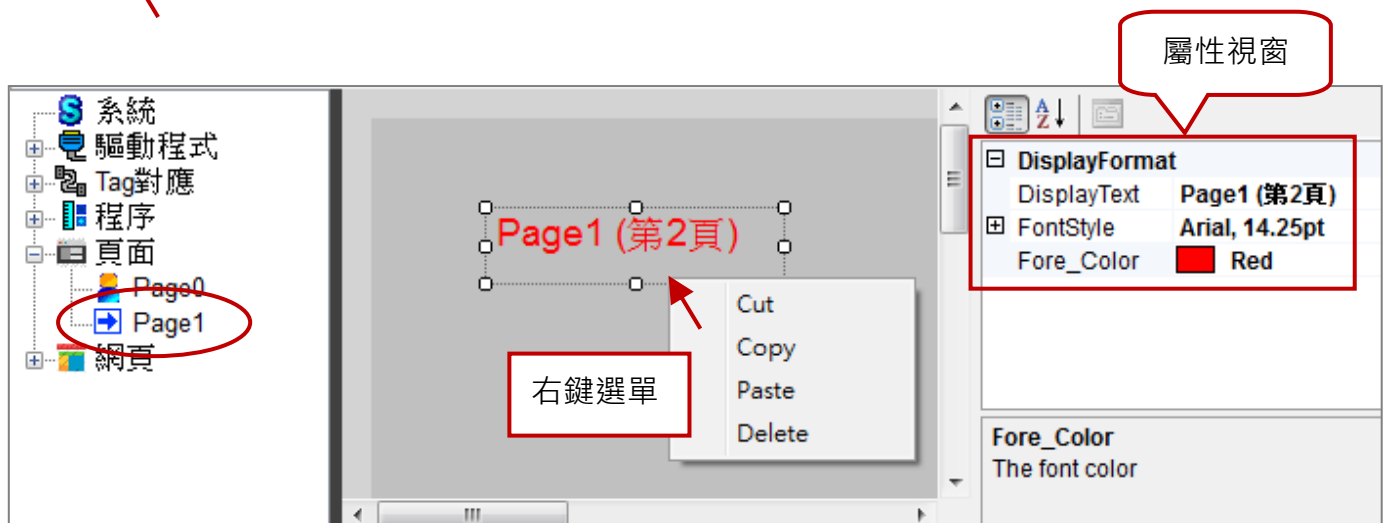 屬性視窗
系統
驅動程式
Tag對應
程序
頁面
Page0
Page1
網頁
Page1 (第2頁)
右鍵選單
Cut
Copy
Paste
Delete
DisplayFormat
DisplayText Page1 (第2頁)
FontStyle Arial, 14.25pt
Fore_Color Red
Fore_Color
The font color